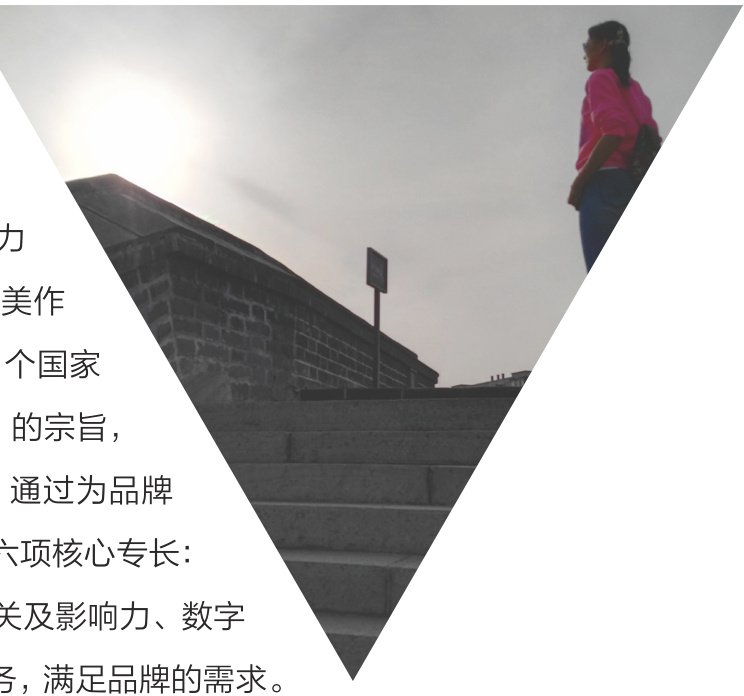 力
美作
个国家
的宗旨，
通过为品牌
六项核心专长：
关及影响力、数字
务，满足品牌的需求。